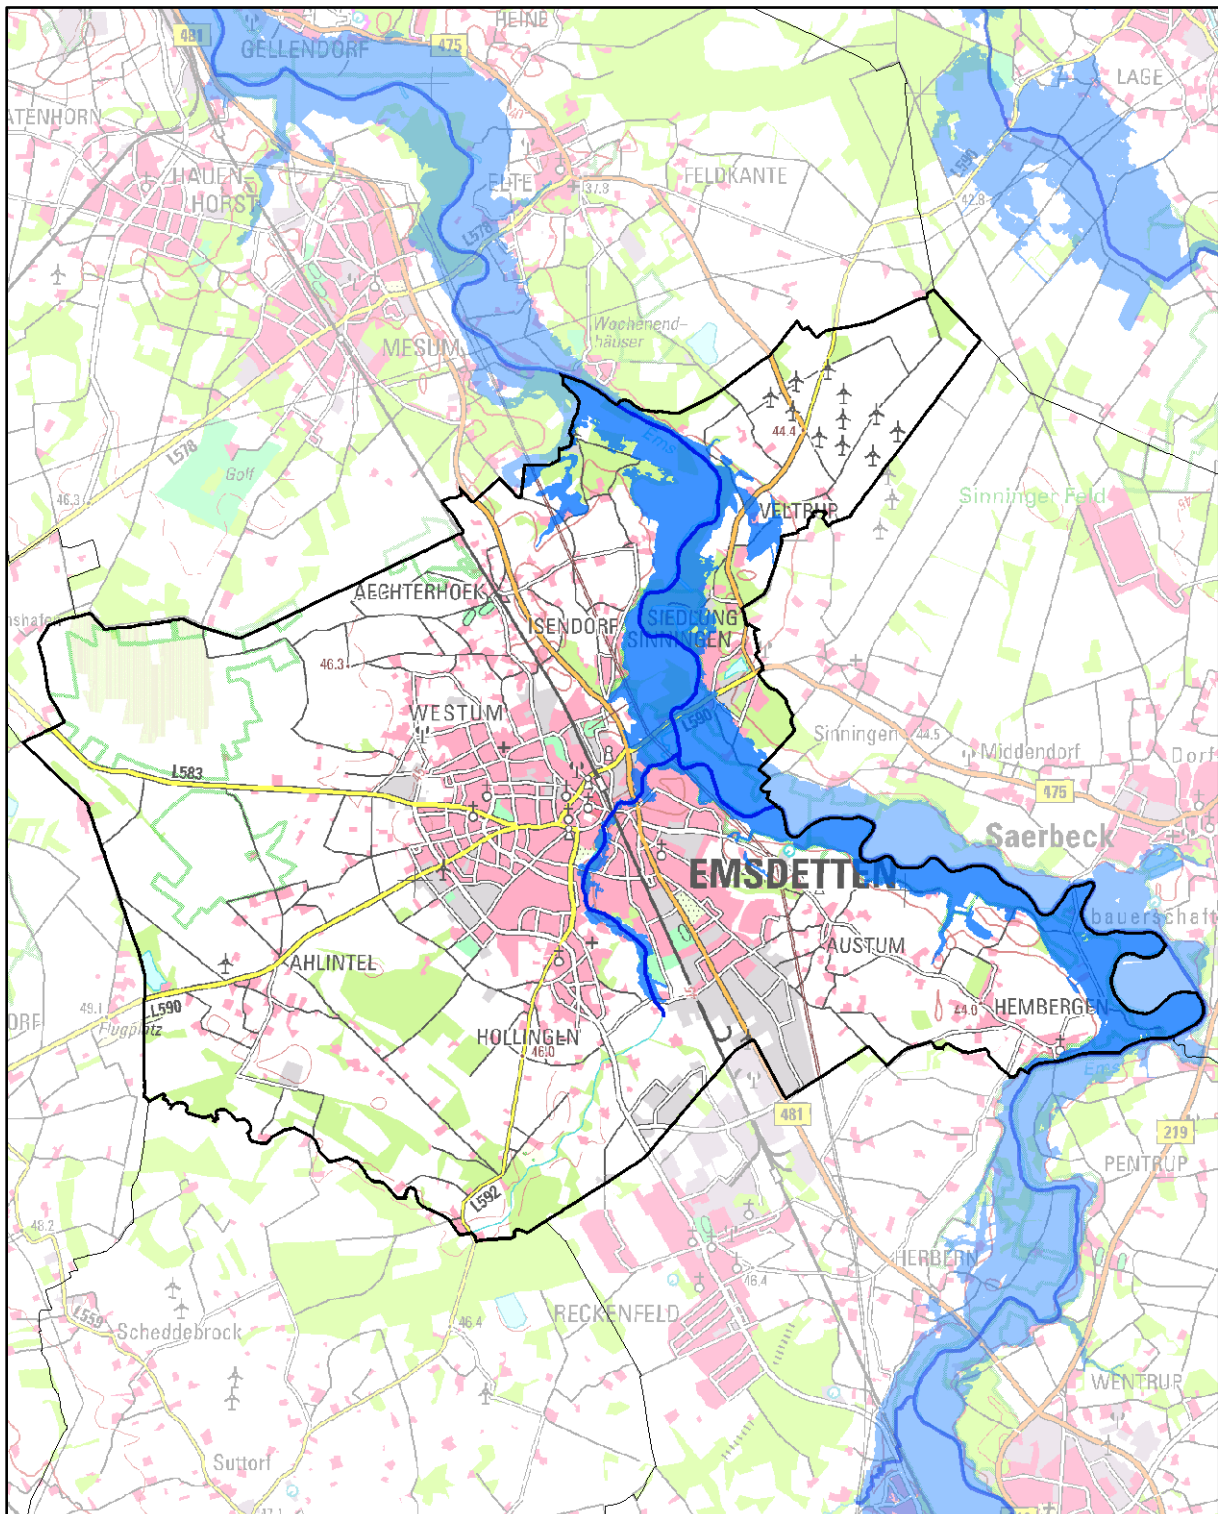 HEINE
481
GELLENDORF
475
LAGE
ATENHORN
HAUEN-
HORST
ELTE
37.8
FELDKANTE
L590
42.8
L578
Wochenend-
häuser
MESUM
L578
44.4
Ems
Golf
46.3
Sinninger Feld
VELTRUP
AECHTERHOEK
ISENDORF
SIEDLUNG
SINNINGEN
46.3
WESTUM
L590
Sinningen
44.5
Middendorf
Dorf
L583
475
Saerbeck
EMSDETTEN
bauerschaft
AUSTUM
AHLINTEL
L590
49.1
Flugplatz
DORF
44.0
HEMBERGEN
HOLLINGEN
46.0
Ems
481
219
PENTRUP
L592
48.2
HERBERN
46.4
RECKENFELD
L559
Scheddebrock
46.4
WENTRUP
Suttorf